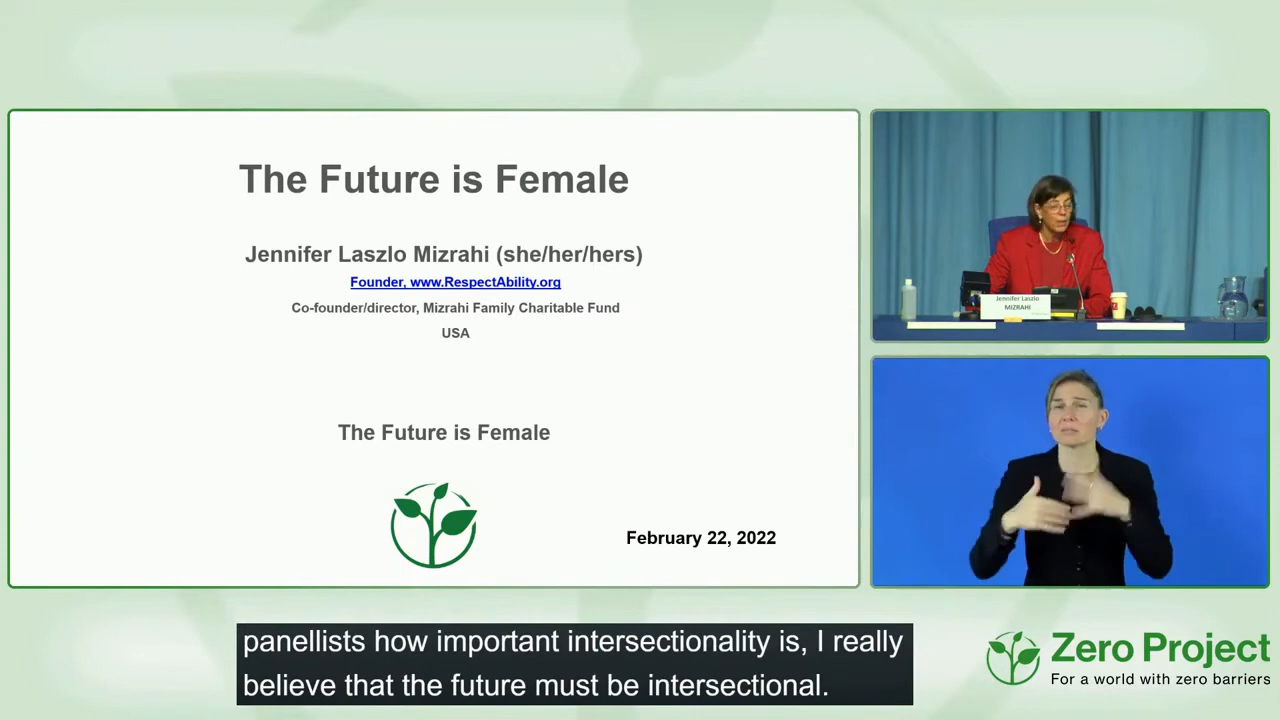 The Future is Female
Jennifer Laszlo Mizrahi (she/her/hers)
Founder, www.RespectAbility.org
Co-founder/director, Mizrahi Family Charitable Fund
USA
The Future is Female
February 22, 2022
Jennifer Laszlo
MIZRAHI
panellists how important intersectionality is, I really
believe that the future must be intersectional.
Zero Project
For a world with zero barriers